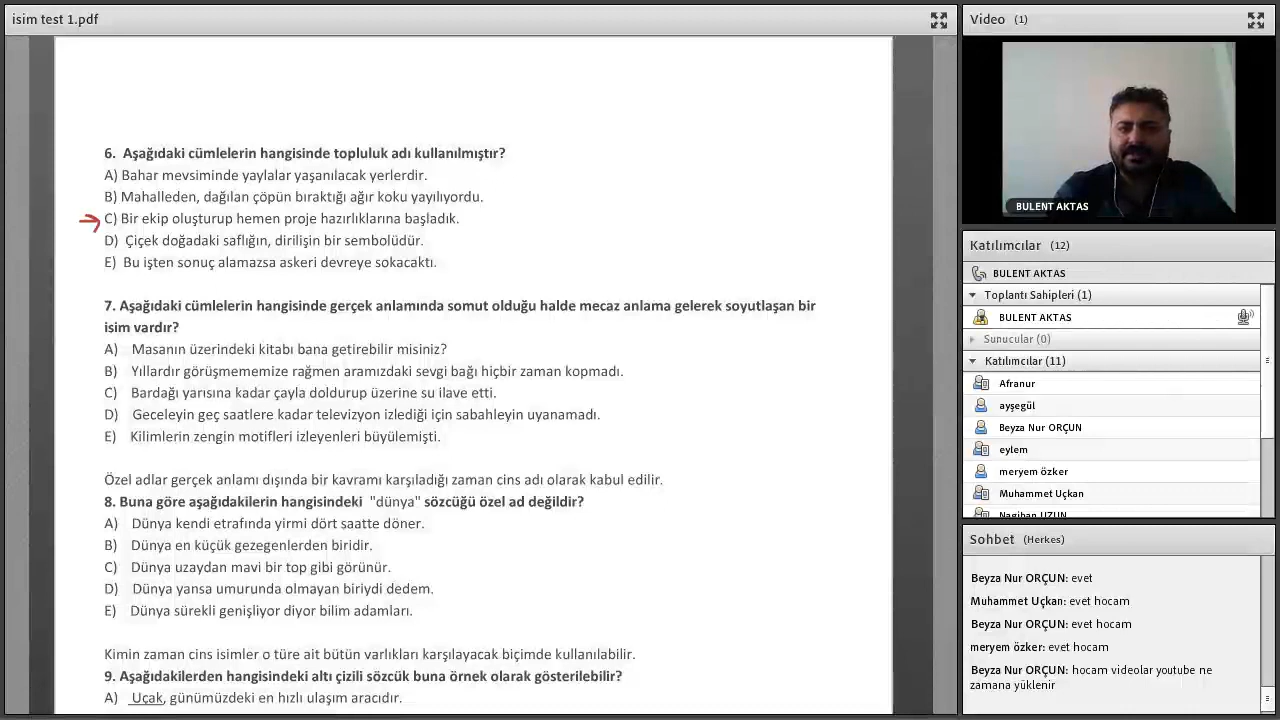 isim test 1.pdf
6. Aşağıdaki cümlelerin hangisinde topluluk adı kullanılmıştır?
A) Bahar mevsiminde yaylalar yaşanılacak yerlerdir.
B) Mahalleden, dağılan çöpün bıraktığı ağır koku yayılıyordu.
C) Bir ekip oluşturup hemen proje hazırlıklarına başladık.
D) Çiçek doğadaki saflığın, dirilişin bir sembolüdür.
E) Bu işten sonuç alamazsa askeri devreye sokacaktı.
7. Aşağıdaki cümlelerin hangisinde gerçek anlamında somut olduğu halde mecaz anlama gelerek soyutlaşan bir
isim vardır?
A) Masanın üzerindeki kitabı bana getirebilir misiniz?
B) Yıllardır görüşmememize rağmen aramızdaki sevgi bağı hiçbir zaman kopmadı.
C) Bardağı yarısına kadar çayla doldurup üzerine su ilave etti.
D) Geceleyin geç saatlere kadar televizyon izlediği için sabahleyin uyanamadı.
E) Kilimlerin zengin motifleri izleyenleri büyülemişti.
Özel adlar gerçek anlamı dışında bir kavramı karşıladığı zaman cins adı olarak kabul edilir.
8. Buna göre aşağıdakilerin hangisindeki "dünya" sözcüğü özel ad değildir?
A) Dünya kendi etrafında yirmi dört saatte döner.
B) Dünya en küçük gezegenlerden biridir.
C) Dünya uzaydan mavi bir top gibi görünür.
D) Dünya yansa umurunda olmayan biriydi dedem.
E) Dünya sürekli genişliyor diyor bilim adamları.
Kimin zaman cins isimler o türe ait bütün varlıkları karşılayacak biçimde kullanılabilir.
9. Aşağıdakilerden hangisindeki altı çizili sözcük buna örnek olarak gösterilebilir?
A) Uçak, günümüzdeki en hızlı ulaşım aracıdır.
Video (1)
BULENT AKTAS
Katılımcılar (12)
BULENT AKTAS
Toplantı Sahipleri (1)
BULENT AKTAS
Sunucular (0)
Katılımcılar (11)
Afranur
ayşegül
Beyza Nur ORÇUN
eylem
meryem özker
Muhammet Uçkan
Nagihan UZUN
Sohbet (Herkes)
Beyza Nur ORÇUN: evet
Muhammet Uçkan: evet hocam
Beyza Nur ORÇUN: evet hocam
meryem özker: evet hocam
Beyza Nur ORÇUN: hocam videolar youtube ne
zamana yüklenir